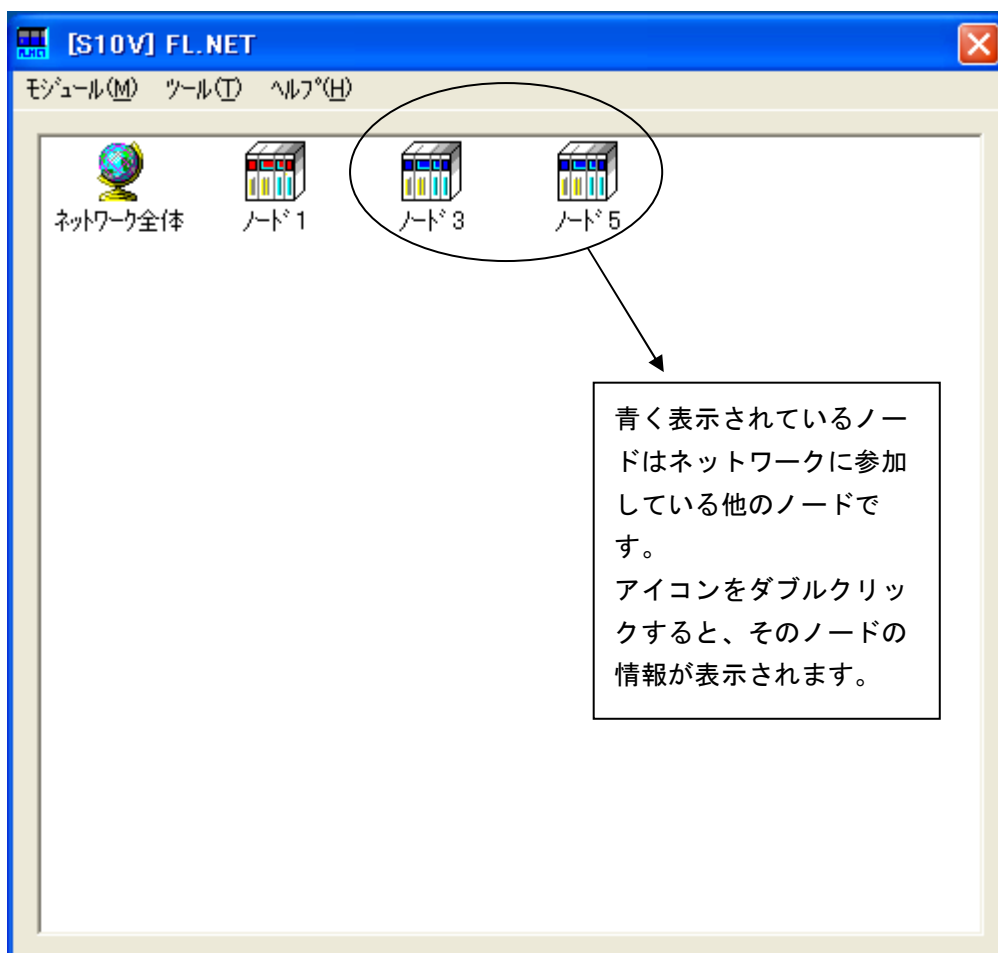 [S10V] FL.NET
ﾓｼﾞｭｰﾙ(M) ﾂｰﾙ(T) ﾍﾙﾌﾟ(H)
ﾈｯﾄﾜｰｸ全体 ﾉｰﾄﾞ1 ﾉｰﾄﾞ3 ﾉｰﾄﾞ5
青く表示されているノー
ドはネットワークに参加
している他のノードで
す。
アイコンをダブルクリッ
クすると、そのノードの
情報が表示されます。